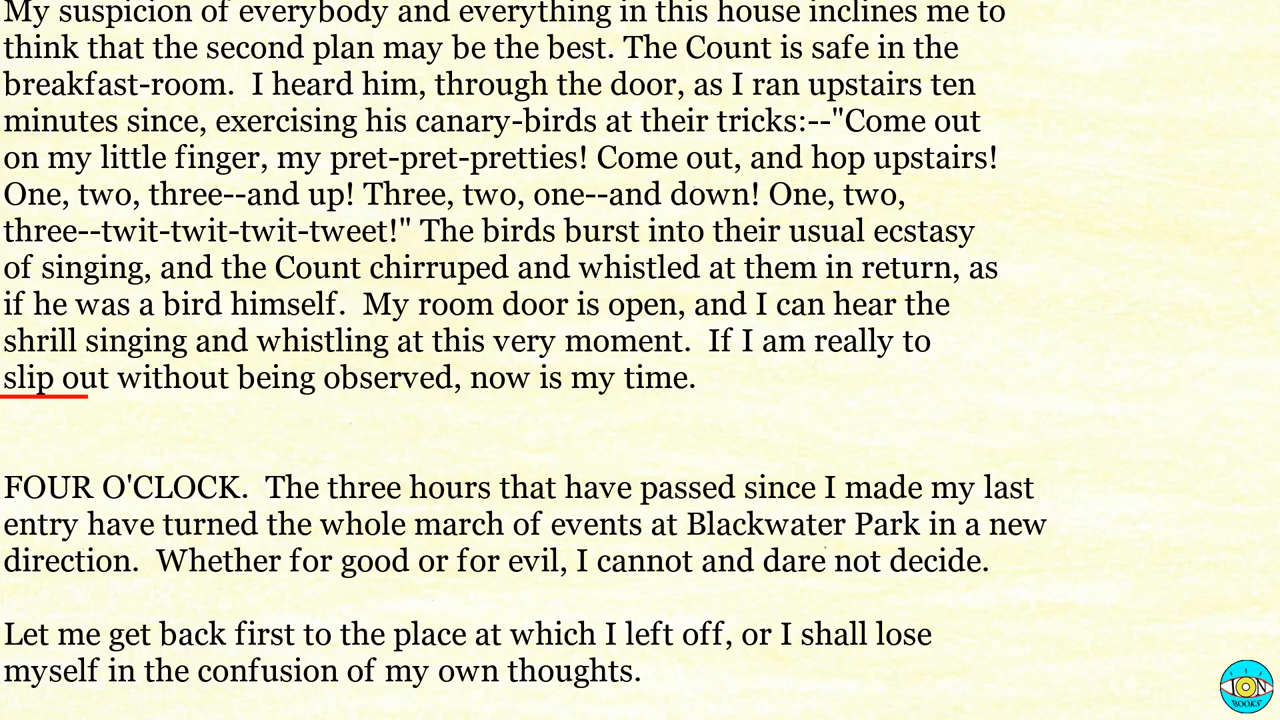 My suspicion of everybody and everything in this house inclines me to
think that the second plan may be the best. The Count is safe in the
breakfast-room.  I heard him, through the door, as I ran upstairs ten
minutes since, exercising his canary-birds at their tricks:--"Come out
on my little finger, my pret-pret-pretties! Come out, and hop upstairs!
One, two, three--and up! Three, two, one--and down! One, two,
three--twit-twit-twit-tweet!" The birds burst into their usual ecstasy
of singing, and the Count chirruped and whistled at them in return, as
if he was a bird himself.  My room door is open, and I can hear the
shrill singing and whistling at this very moment.  If I am really to
slip out without being observed, now is my time.
FOUR O'CLOCK.  The three hours that have passed since I made my last
entry have turned the whole march of events at Blackwater Park in a new
direction.  Whether for good or for evil, I cannot and dare not decide.
Let me get back first to the place at which I left off, or I shall lose
myself in the confusion of my own thoughts.
ION
BOOKS